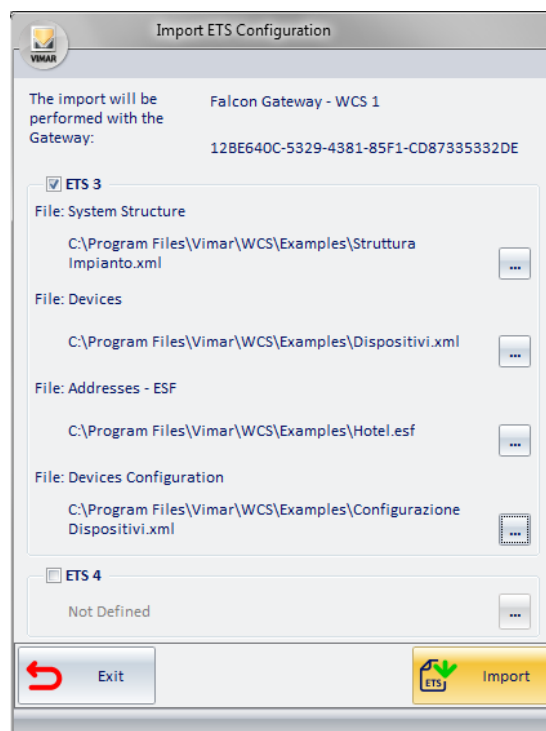 Import ETS Configuration
VIMAR
The import will be
performed with the
Gateway:
Falcon Gateway - WCS 1
12BE640C-5329-4381-85F1-CD87335332DE
ETS 3
File: System Structure
C:\Program Files\Vimar\WCS\Examples\Struttura
Impianto.xml
...
File: Devices
C:\Program Files\Vimar\WCS\Examples\Dispositivi.xml
...
File: Addresses - ESF
C:\Program Files\Vimar\WCS\Examples\Hotel.esf
...
File: Devices Configuration
C:\Program Files\Vimar\WCS\Examples\Configurazione
Dispositivi.xml
...
ETS 4
Not Defined
...
Exit
ETS
Import